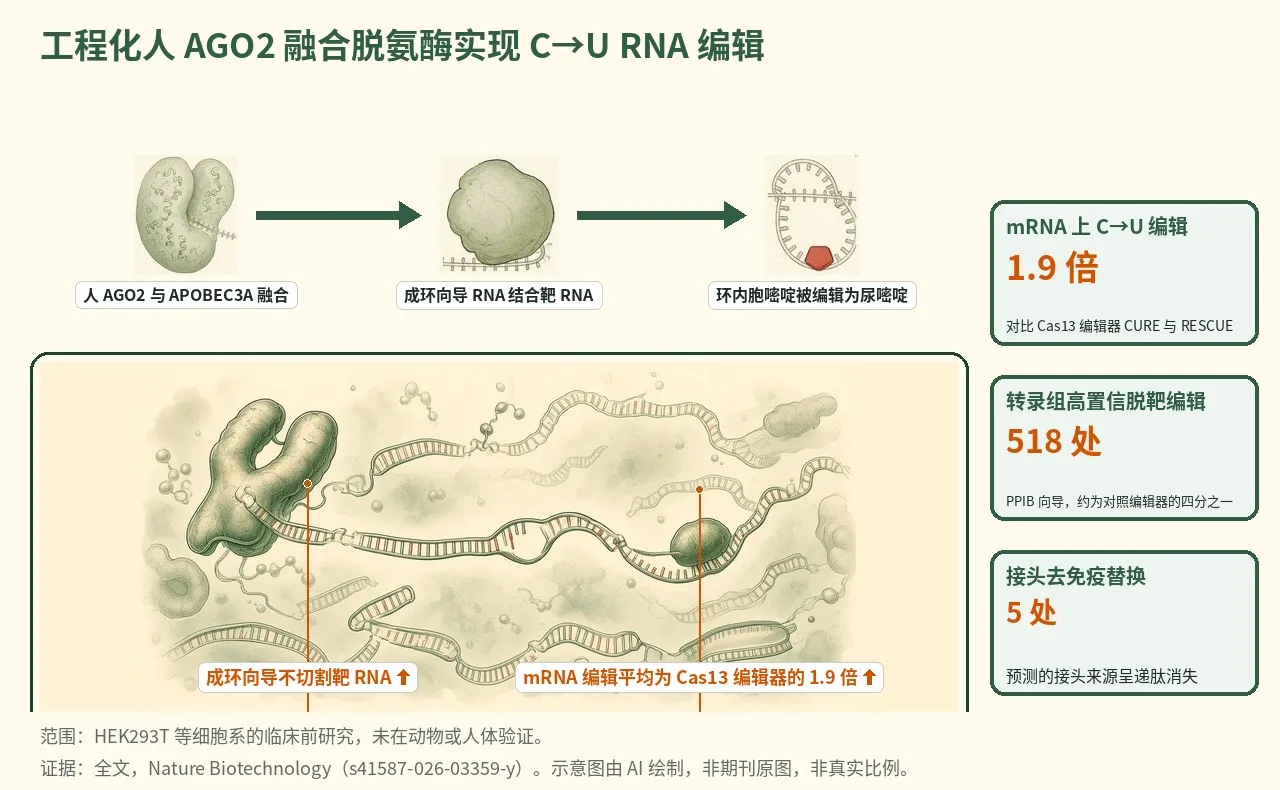 工程化人 AGO2 融合脱氨酶实现 C→U RNA 编辑
人 AGO2 与 APOBEC3A 融合
成环向导 RNA 结合靶 RNA
环内胞嘧啶被编辑为尿嘧啶
mRNA 上 C→U 编辑
1.9 倍
对比 Cas13 编辑器 CURE 与 RESCUE
转录组高置信脱靶编辑
518 处
PPIB 向导，约为对照编辑器的四分之一
接头去免疫替换
5 处
预测的接头来源呈递肽消失
成环向导不切割靶 RNA ⬆
mRNA 编辑平均为 Cas13 编辑器的 1.9 倍 ⬆
范围：HEK293T 等细胞系的临床前研究，未在动物或人体验证。
证据：全文，Nature Biotechnology（s41587-026-03359-y）。示意图由 AI 绘制，非期刊原图，非真实比例。